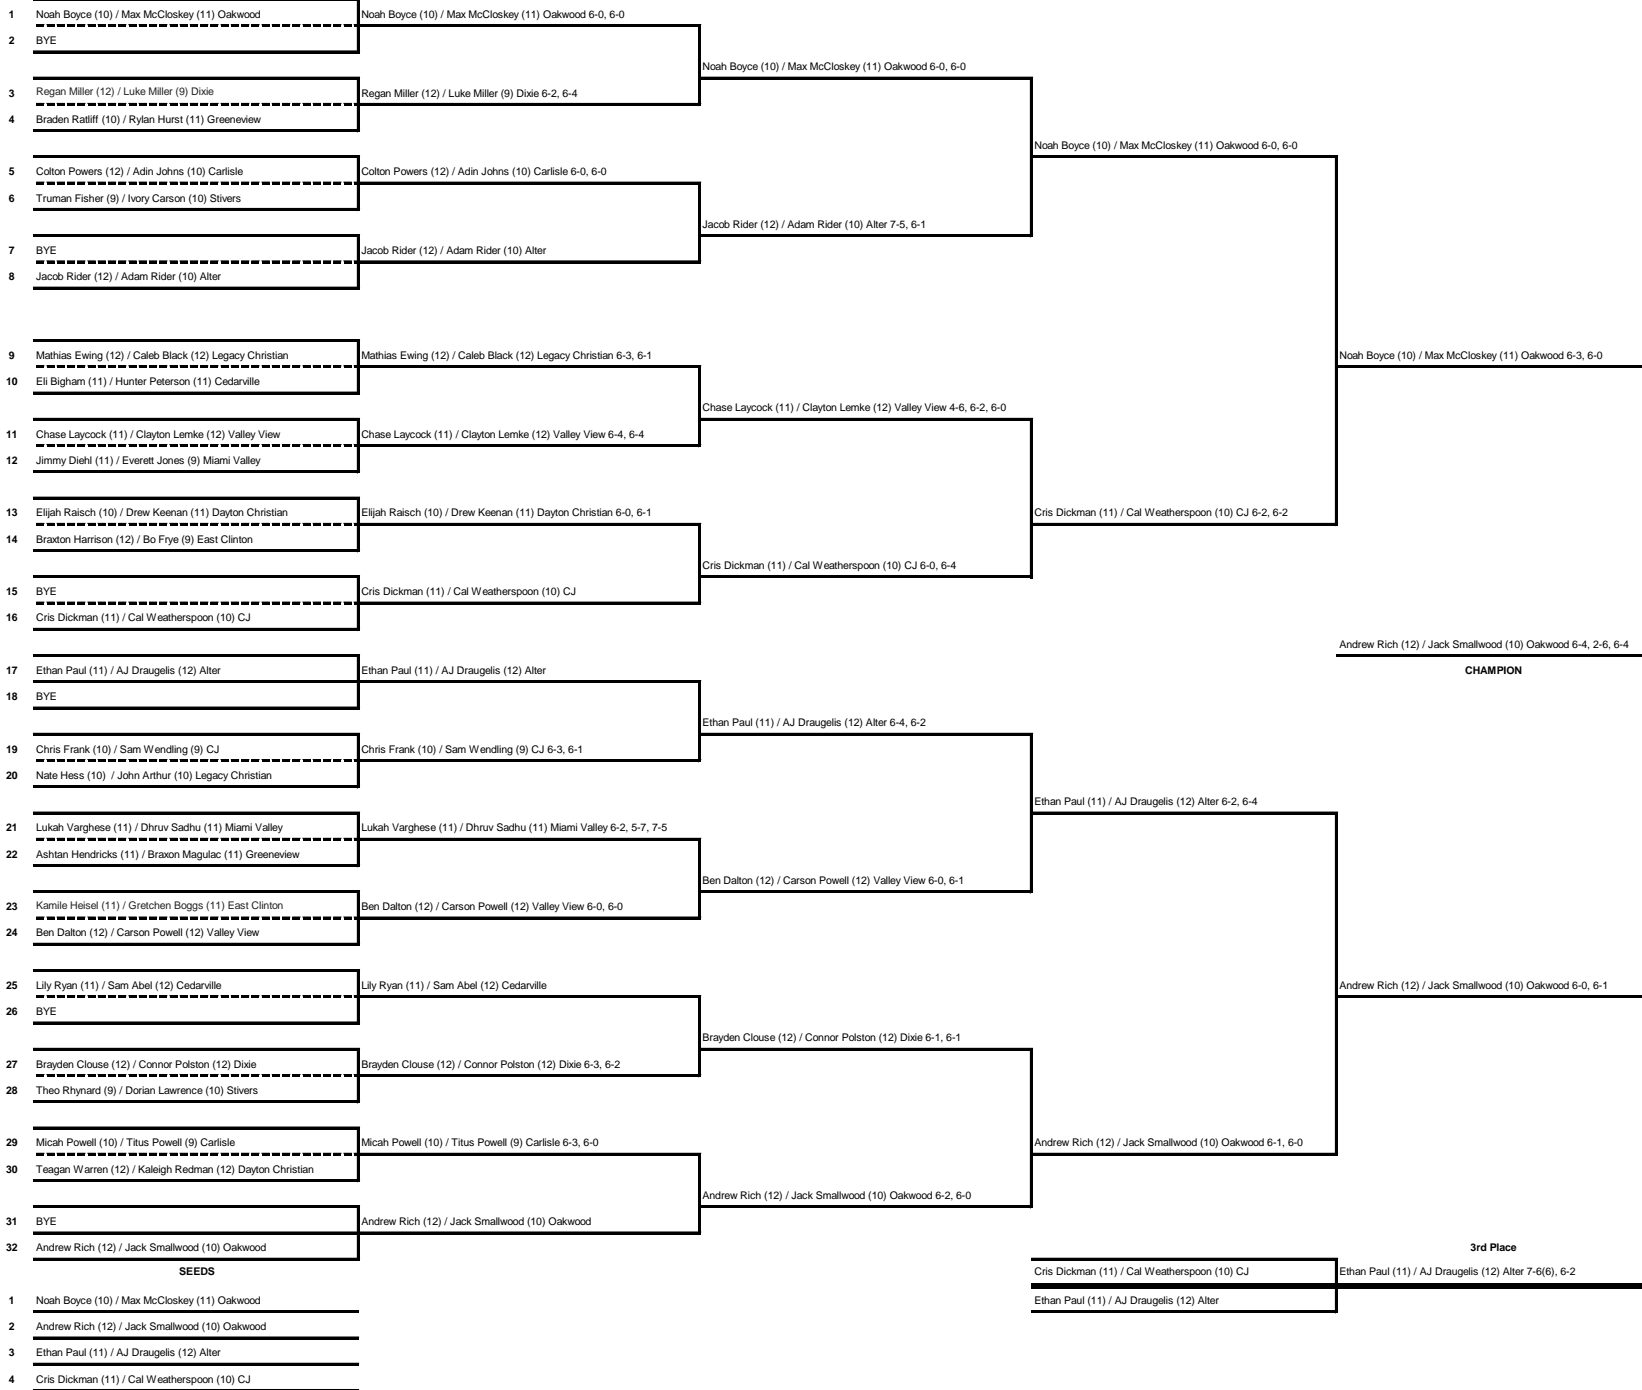 1 Noah Boyce (10) / Max McCloskey (11) Oakwood Noah Boyce (10) / Max McCloskey (11) Oakwood 6-0, 6-0
2 BYE
Noah Boyce (10) / Max McCloskey (11) Oakwood 6-0, 6-0
3 Regan Miller (12) / Luke Miller (9) Dixie Regan Miller (12) / Luke Miller (9) Dixie 6-2, 6-4
4 Braden Ratliff (10) / Rylan Hurst (11) Greeneview
Noah Boyce (10) / Max McCloskey (11) Oakwood 6-0, 6-0
5 Colton Powers (12) / Adin Johns (10) Carlisle Colton Powers (12) / Adin Johns (10) Carlisle 6-0, 6-0
6 Truman Fisher (9) / Ivory Carson (10) Stivers
Jacob Rider (12) / Adam Rider (10) Alter 7-5, 6-1
7 BYE Jacob Rider (12) / Adam Rider (10) Alter
8 Jacob Rider (12) / Adam Rider (10) Alter
9 Mathias Ewing (12) / Caleb Black (12) Legacy Christian Mathias Ewing (12) / Caleb Black (12) Legacy Christian 6-3, 6-1 Noah Boyce (10) / Max McCloskey (11) Oakwood 6-3, 6-0
10 Eli Bigham (11) / Hunter Peterson (11) Cedarville
Chase Laycock (11) / Clayton Lemke (12) Valley View 4-6, 6-2, 6-0
11 Chase Laycock (11) / Clayton Lemke (12) Valley View Chase Laycock (11) / Clayton Lemke (12) Valley View 6-4, 6-4
12 Jimmy Diehl (11) / Everett Jones (9) Miami Valley
13 Elijah Raisch (10) / Drew Keenan (11) Dayton Christian Elijah Raisch (10) / Drew Keenan (11) Dayton Christian 6-0, 6-1 Cris Dickman (11) / Cal Weatherspoon (10) CJ 6-2, 6-2
14 Braxton Harrison (12) / Bo Frye (9) East Clinton
Cris Dickman (11) / Cal Weatherspoon (10) CJ 6-0, 6-4
15 BYE Cris Dickman (11) / Cal Weatherspoon (10) CJ
16 Cris Dickman (11) / Cal Weatherspoon (10) CJ
Andrew Rich (12) / Jack Smallwood (10) Oakwood 6-4, 2-6, 6-4
17 Ethan Paul (11) / AJ Draugelis (12) Alter Ethan Paul (11) / AJ Draugelis (12) Alter CHAMPION
18 BYE
Ethan Paul (11) / AJ Draugelis (12) Alter 6-4, 6-2
19 Chris Frank (10) / Sam Wendling (9) CJ Chris Frank (10) / Sam Wendling (9) CJ 6-3, 6-1
20 Nate Hess (10) / John Arthur (10) Legacy Christian
Ethan Paul (11) / AJ Draugelis (12) Alter 6-2, 6-4
21 Lukah Varghese (11) / Dhruv Sadhu (11) Miami Valley Lukah Varghese (11) / Dhruv Sadhu (11) Miami Valley 6-2, 5-7, 7-5
22 Ashtan Hendricks (11) / Braxon Magulac (11) Greeneview
Ben Dalton (12) / Carson Powell (12) Valley View 6-0, 6-1
23 Kamile Heisel (11) / Gretchen Boggs (11) East Clinton Ben Dalton (12) / Carson Powell (12) Valley View 6-0, 6-0
24 Ben Dalton (12) / Carson Powell (12) Valley View
25 Lily Ryan (11) / Sam Abel (12) Cedarville Lily Ryan (11) / Sam Abel (12) Cedarville Andrew Rich (12) / Jack Smallwood (10) Oakwood 6-0, 6-1
26 BYE
Brayden Clouse (12) / Connor Polston (12) Dixie 6-1, 6-1
27 Brayden Clouse (12) / Connor Polston (12) Dixie Brayden Clouse (12) / Connor Polston (12) Dixie 6-3, 6-2
28 Theo Rhynard (9) / Dorian Lawrence (10) Stivers
29 Micah Powell (10) / Titus Powell (9) Carlisle Micah Powell (10) / Titus Powell (9) Carlisle 6-3, 6-0 Andrew Rich (12) / Jack Smallwood (10) Oakwood 6-1, 6-0
30 Teagan Warren (12) / Kaleigh Redman (12) Dayton Christian
Andrew Rich (12) / Jack Smallwood (10) Oakwood 6-2, 6-0
31 BYE Andrew Rich (12) / Jack Smallwood (10) Oakwood
32 Andrew Rich (12) / Jack Smallwood (10) Oakwood 3rd Place
SEEDS Cris Dickman (11) / Cal Weatherspoon (10) CJ Ethan Paul (11) / AJ Draugelis (12) Alter 7-6(6), 6-2
1 Noah Boyce (10) / Max McCloskey (11) Oakwood Ethan Paul (11) / AJ Draugelis (12) Alter
2 Andrew Rich (12) / Jack Smallwood (10) Oakwood
3 Ethan Paul (11) / AJ Draugelis (12) Alter
4 Cris Dickman (11) / Cal Weatherspoon (10) CJ